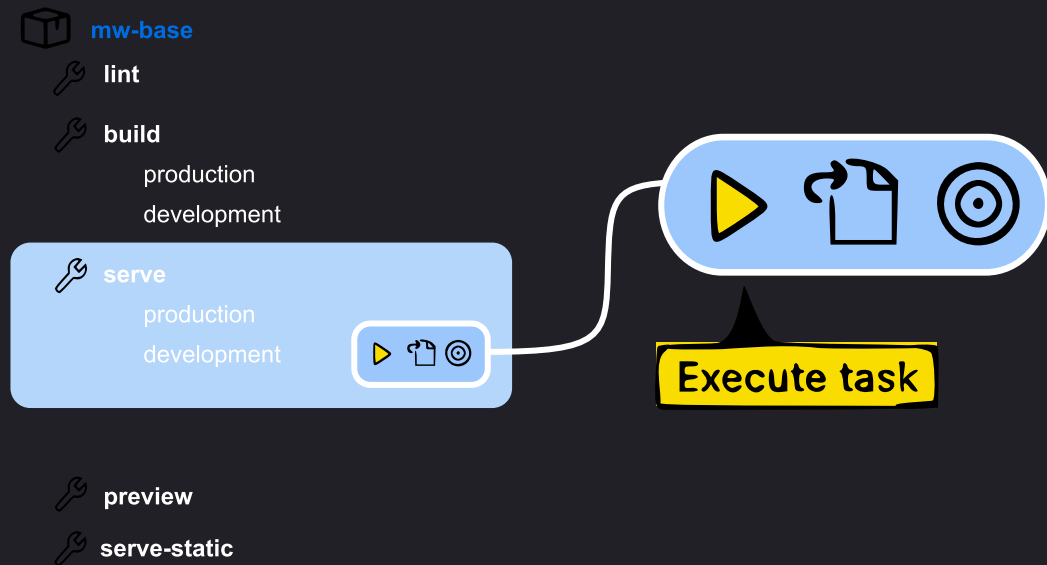 mw-base
lint
build
production
development
serve
production
development
Execute task
preview
serve-static